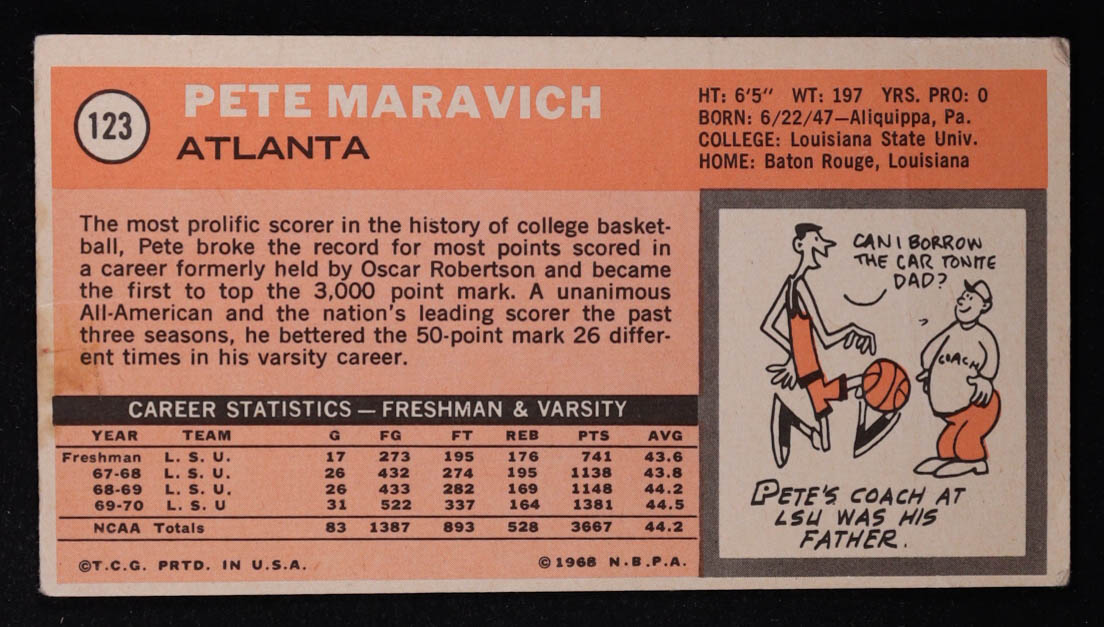 123
PETE MARAVICH
ATLANTA
HT: 6'5" WT: 197 YRS. PRO: 0
BORN: 6/22/47—Aliquippa, Pa.
COLLEGE: Louisiana State Univ.
HOME: Baton Rouge, Louisiana
The most prolific scorer in the history of college basket-
ball, Pete broke the record for most points scored in
a career formerly held by Oscar Robertson and became
the first to top the 3,000 point mark. A unanimous
All-American and the nation's leading scorer the past
three seasons, he bettered the 50-point mark 26 differ-
ent times in his varsity career.
CAREER STATISTICS — FRESHMAN & VARSITY
YEAR TEAM G FG FT REB PTS AVG
Freshman L. S. U. 17 273 195 176 741 43.6
67-68 L. S. U. 26 432 274 195 1138 43.8
68-69 L. S. U. 26 433 282 169 1148 44.2
69-70 L. S. U 31 522 337 164 1381 44.5
NCAA Totals 83 1387 893 528 3667 44.2
©T.C.G. PRTD. IN U.S.A. ©1968 N.B.P.A.
CAN I BORROW
THE CAR TONITE
DAD?
COACH
PETE'S COACH AT
LSU WAS HIS
FATHER.